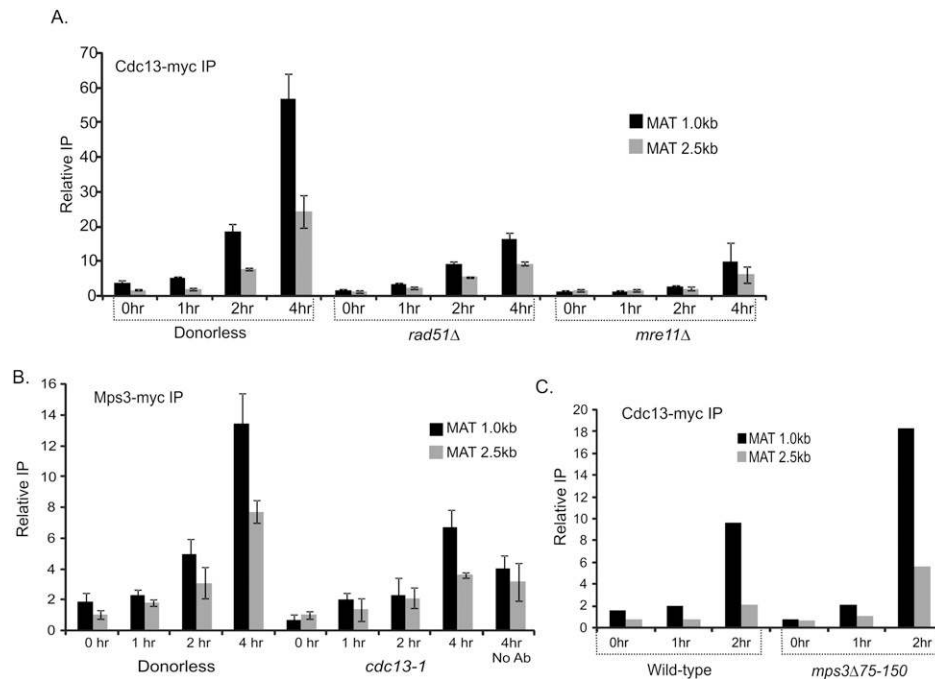 A.
Cdc13-myc IP
Relative IP
70
60
50
40
30
20
10
0
MAT 1.0kb
MAT 2.5kb
0hr 1hr 2hr 4hr 0hr 1hr 2hr 4hr 0hr 1hr 2hr 4hr
Donorless rad51Δ mre11Δ
B.
Mps3-myc IP
Relative IP
16
14
12
10
8
6
4
2
0
MAT 1.0kb
MAT 2.5kb
0 hr 1 hr 2 hr 4 hr 0 hr 1 hr 2 hr 4 hr 4hr
No Ab
Donorless cdc13-1
C.
Cdc13-myc IP
Relative IP
20
18
16
14
12
10
8
6
4
2
0
MAT 1.0kb
MAT 2.5kb
0hr 1hr 2hr 0hr 1hr 2hr
Wild-type mps3Δ75-150